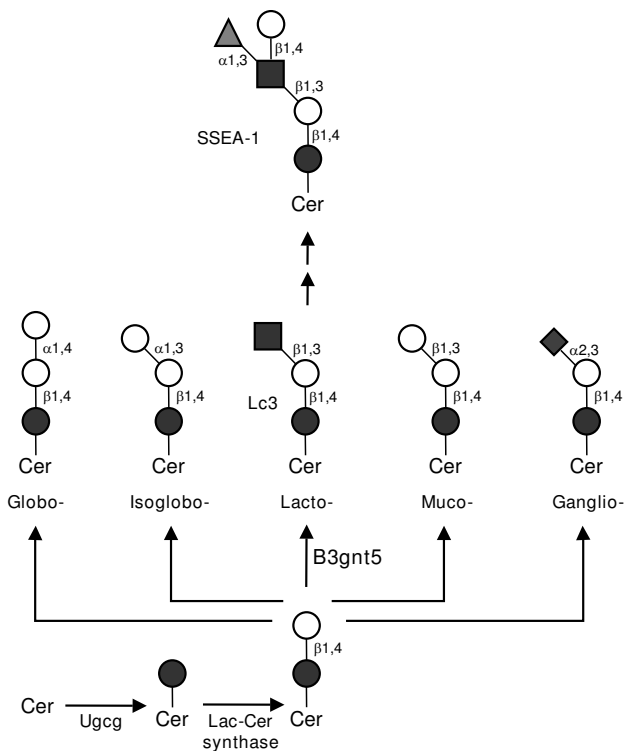 β1,4
α1,3
β1,3
SSEA-1
β1,4
Cer
α1,4 α1,3 β1,3 β1,3 α2,3
β1,4 β1,4 Lc3 β1,4 β1,4 β1,4
Cer Cer Cer Cer Cer
Globo- Isoglobo- Lacto- Muco- Ganglio-
B3gnt5
β1,4
Cer Cer Cer
Ugcg Lac-Cer
synthase